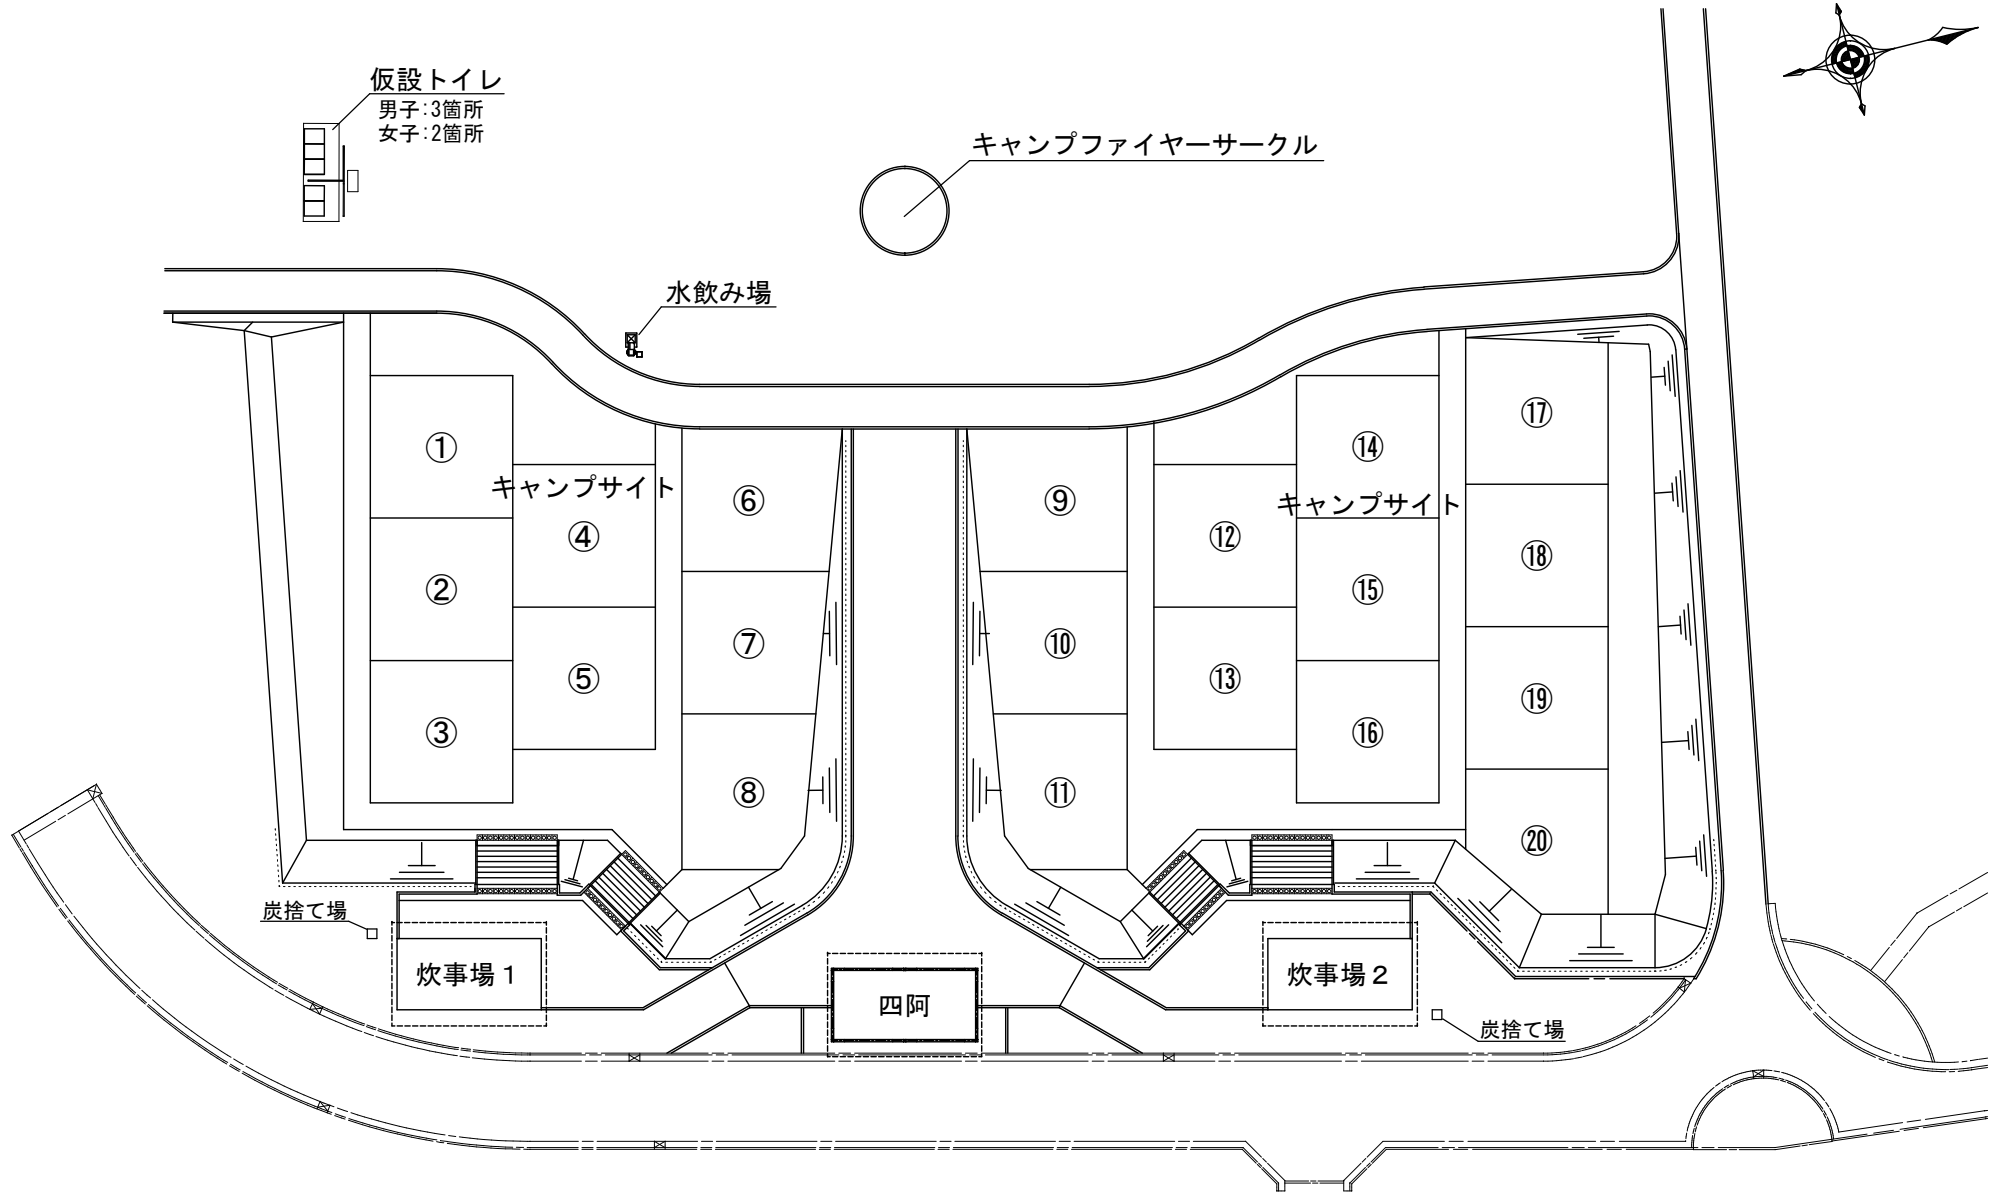 仮設トイレ
男子:3箇所
女子:2箇所
キャンプファイヤーサークル
水飲み場
①
②
③
キャンプサイト
④
⑤
⑥
⑦
⑧
⑨
⑩
⑪
⑫
⑬
キャンプサイト
⑭
⑮
⑯
⑰
⑱
⑲
⑳
炭捨て場
炊事場1
四阿
炊事場2
炭捨て場